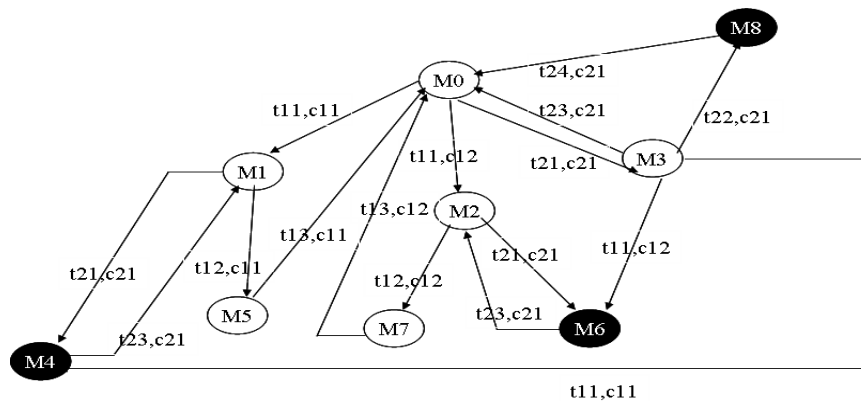 M8
t24,c21
M0
t23,c21
t11,c11
t22,c21
t11,c12
t21,c21
M3
M1
t13,c12
M2
t13,c11
t11,c12
t21,c21
t12,c11
t21,c21
t12,c12
t23,c21
M5
M7
M6
t23,c21
M4
t11,c11